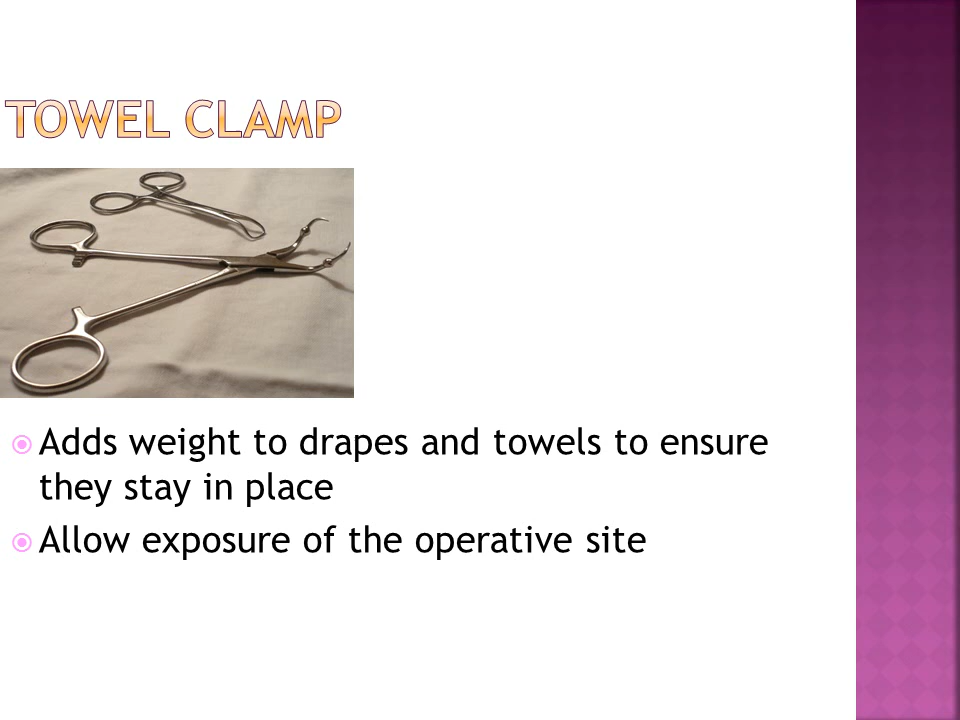 TOWEL CLAMP
Adds weight to drapes and towels to ensure
they stay in place
Allow exposure of the operative site